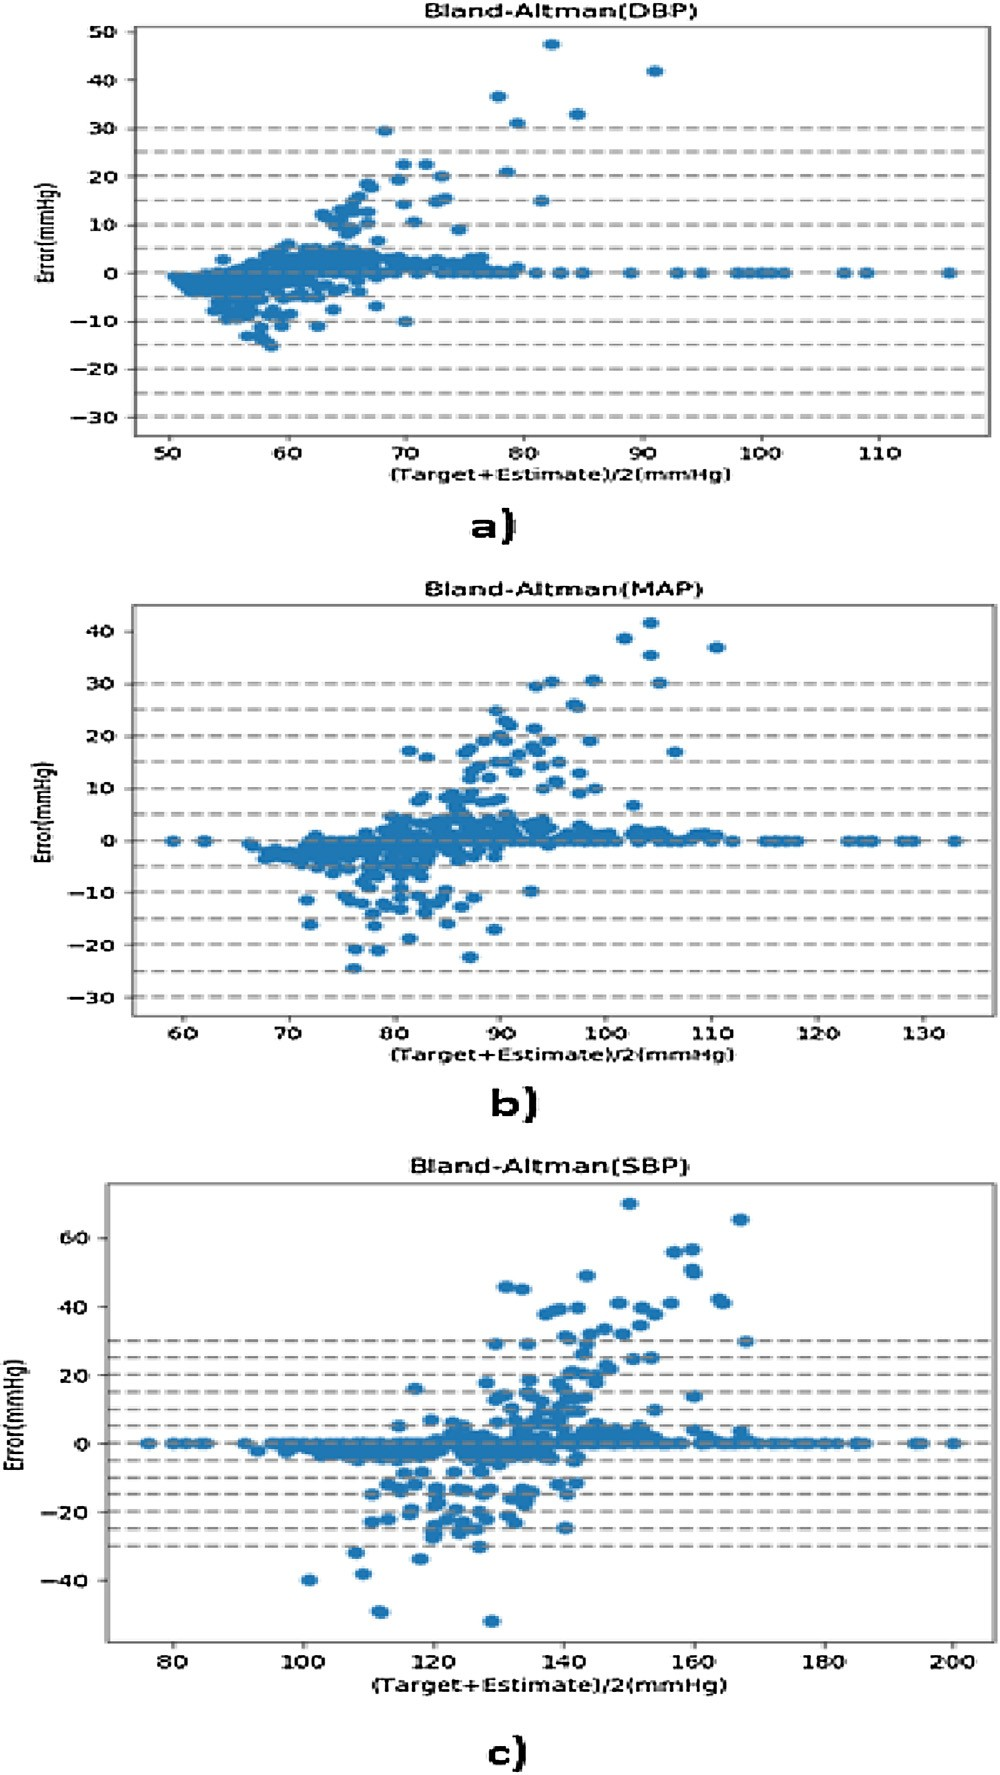 Bland-Altman(DBP)
50
40
30
20
10
0
−10
−20
−30
Error(mmHg)
50 60 70 80 90 100 110
(Target+Estimate)/2(mmHg)
a)
Bland-Altman(MAP)
40
30
20
10
0
−10
−20
−30
Error(mmHg)
60 70 80 90 100 110 120 130
(Target+Estimate)/2(mmHg)
b)
Bland-Altman(SBP)
60
40
20
0
−20
−40
Error(mmHg)
80 100 120 140 160 180 200
(Target+Estimate)/2(mmHg)
c)